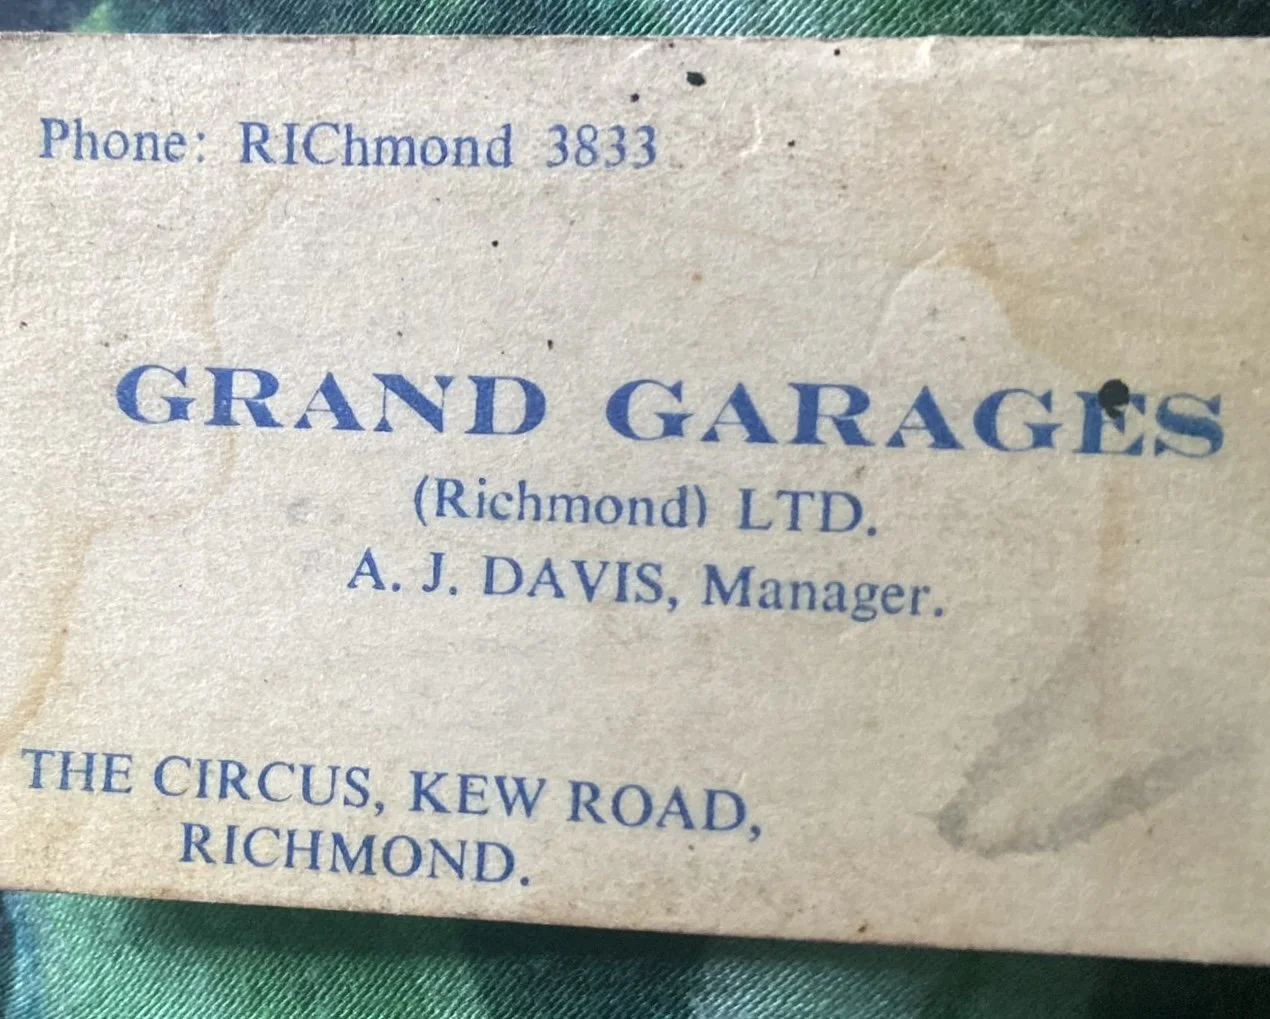 Phone: RIChmond 3833
GRAND GARAGES
(Richmond) LTD.
A. J. DAVIS, Manager.
THE CIRCUS, KEW ROAD,
RICHMOND.